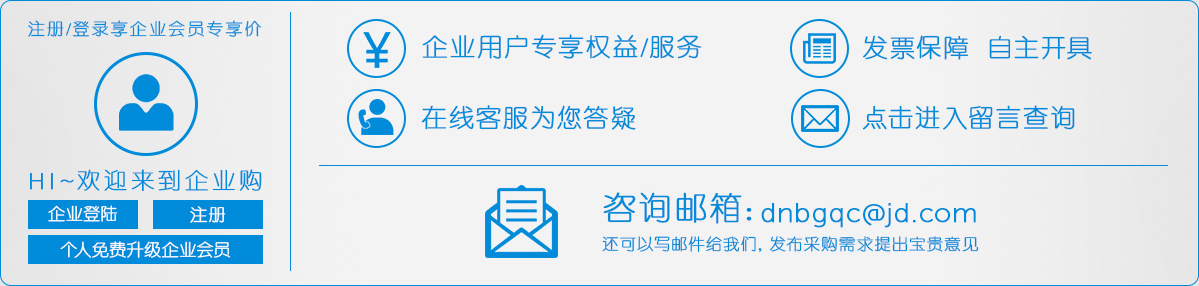 注册/登录享企业会员专享价
HI~欢迎来到企业购
企业登陆
注册
个人免费升级企业会员
企业用户专享权益/服务
发票保障 自主开具
在线客服为您答疑
点击进入留言查询
咨询邮箱：dnbgqc@jd.com
还可以写邮件给我们，发布采购需求提出宝贵意见